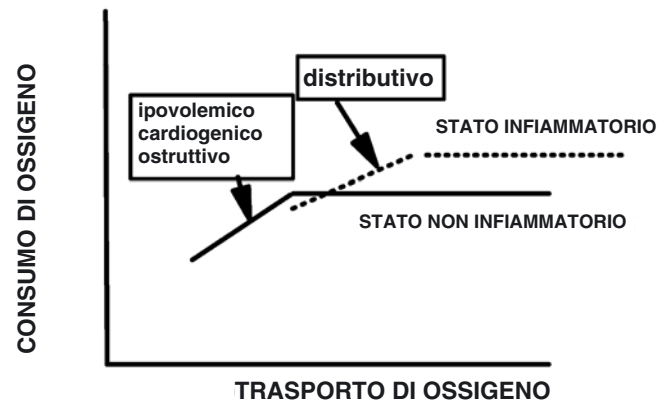 CONSUMO DI OSSIGENO
distributivo
ipovolemico
cardiogenico
ostruttivo
STATO INFIAMMATORIO
STATO NON INFIAMMATORIO
TRASPORTO DI OSSIGENO